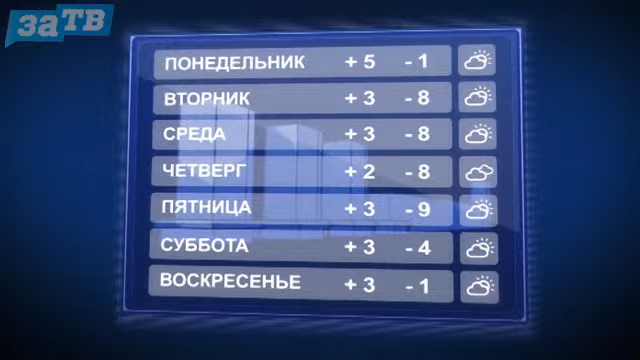 заТВ
ПОНЕДЕЛЬНИК +5 -1
ВТОРНИК +3 -8
СРЕДА +3 -8
ЧЕТВЕРГ +2 -8
ПЯТНИЦА +3 -9
СУББОТА +3 -4
ВОСКРЕСЕНЬЕ +3 -1